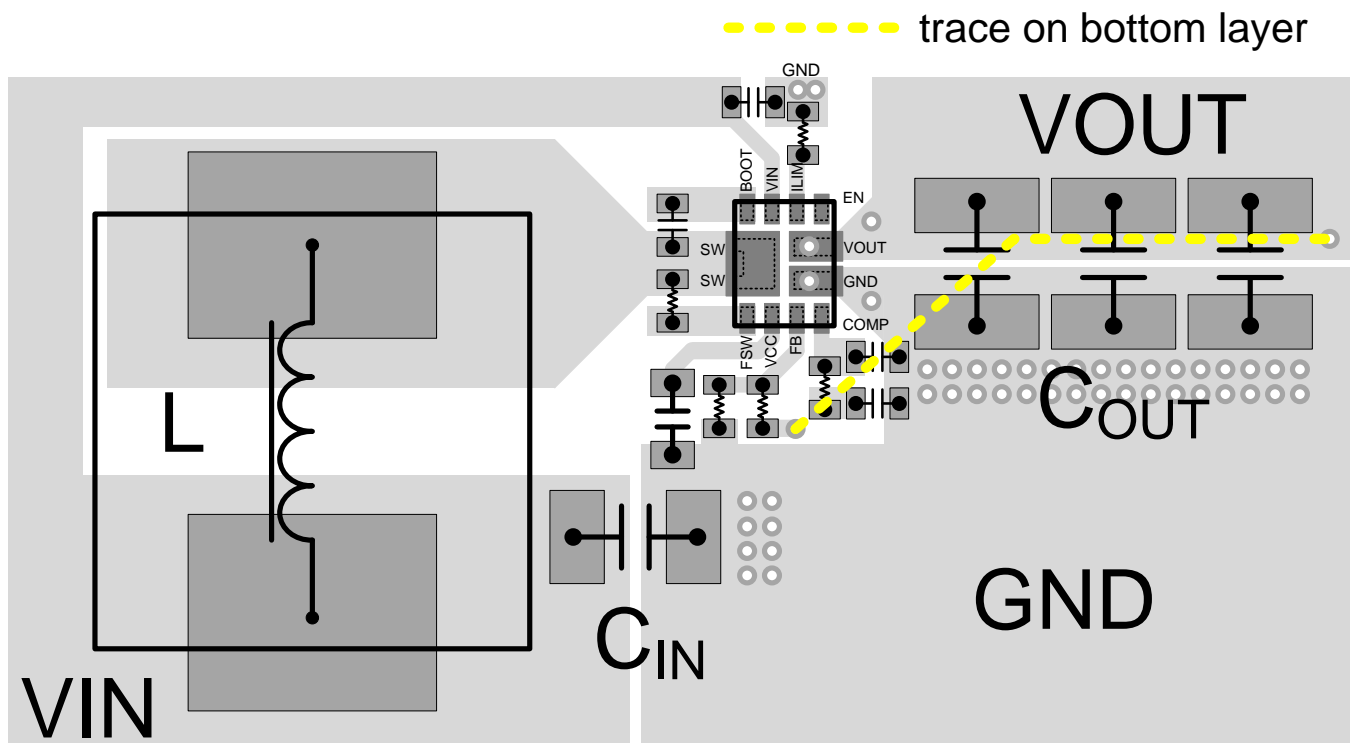 trace on bottom layer
GND
VOUT
BOOT
VIN
ILIM
EN
SW
VOUT
SW
GND
FSW
VCC
FB
COMP
L
COUT
CIN
GND
VIN